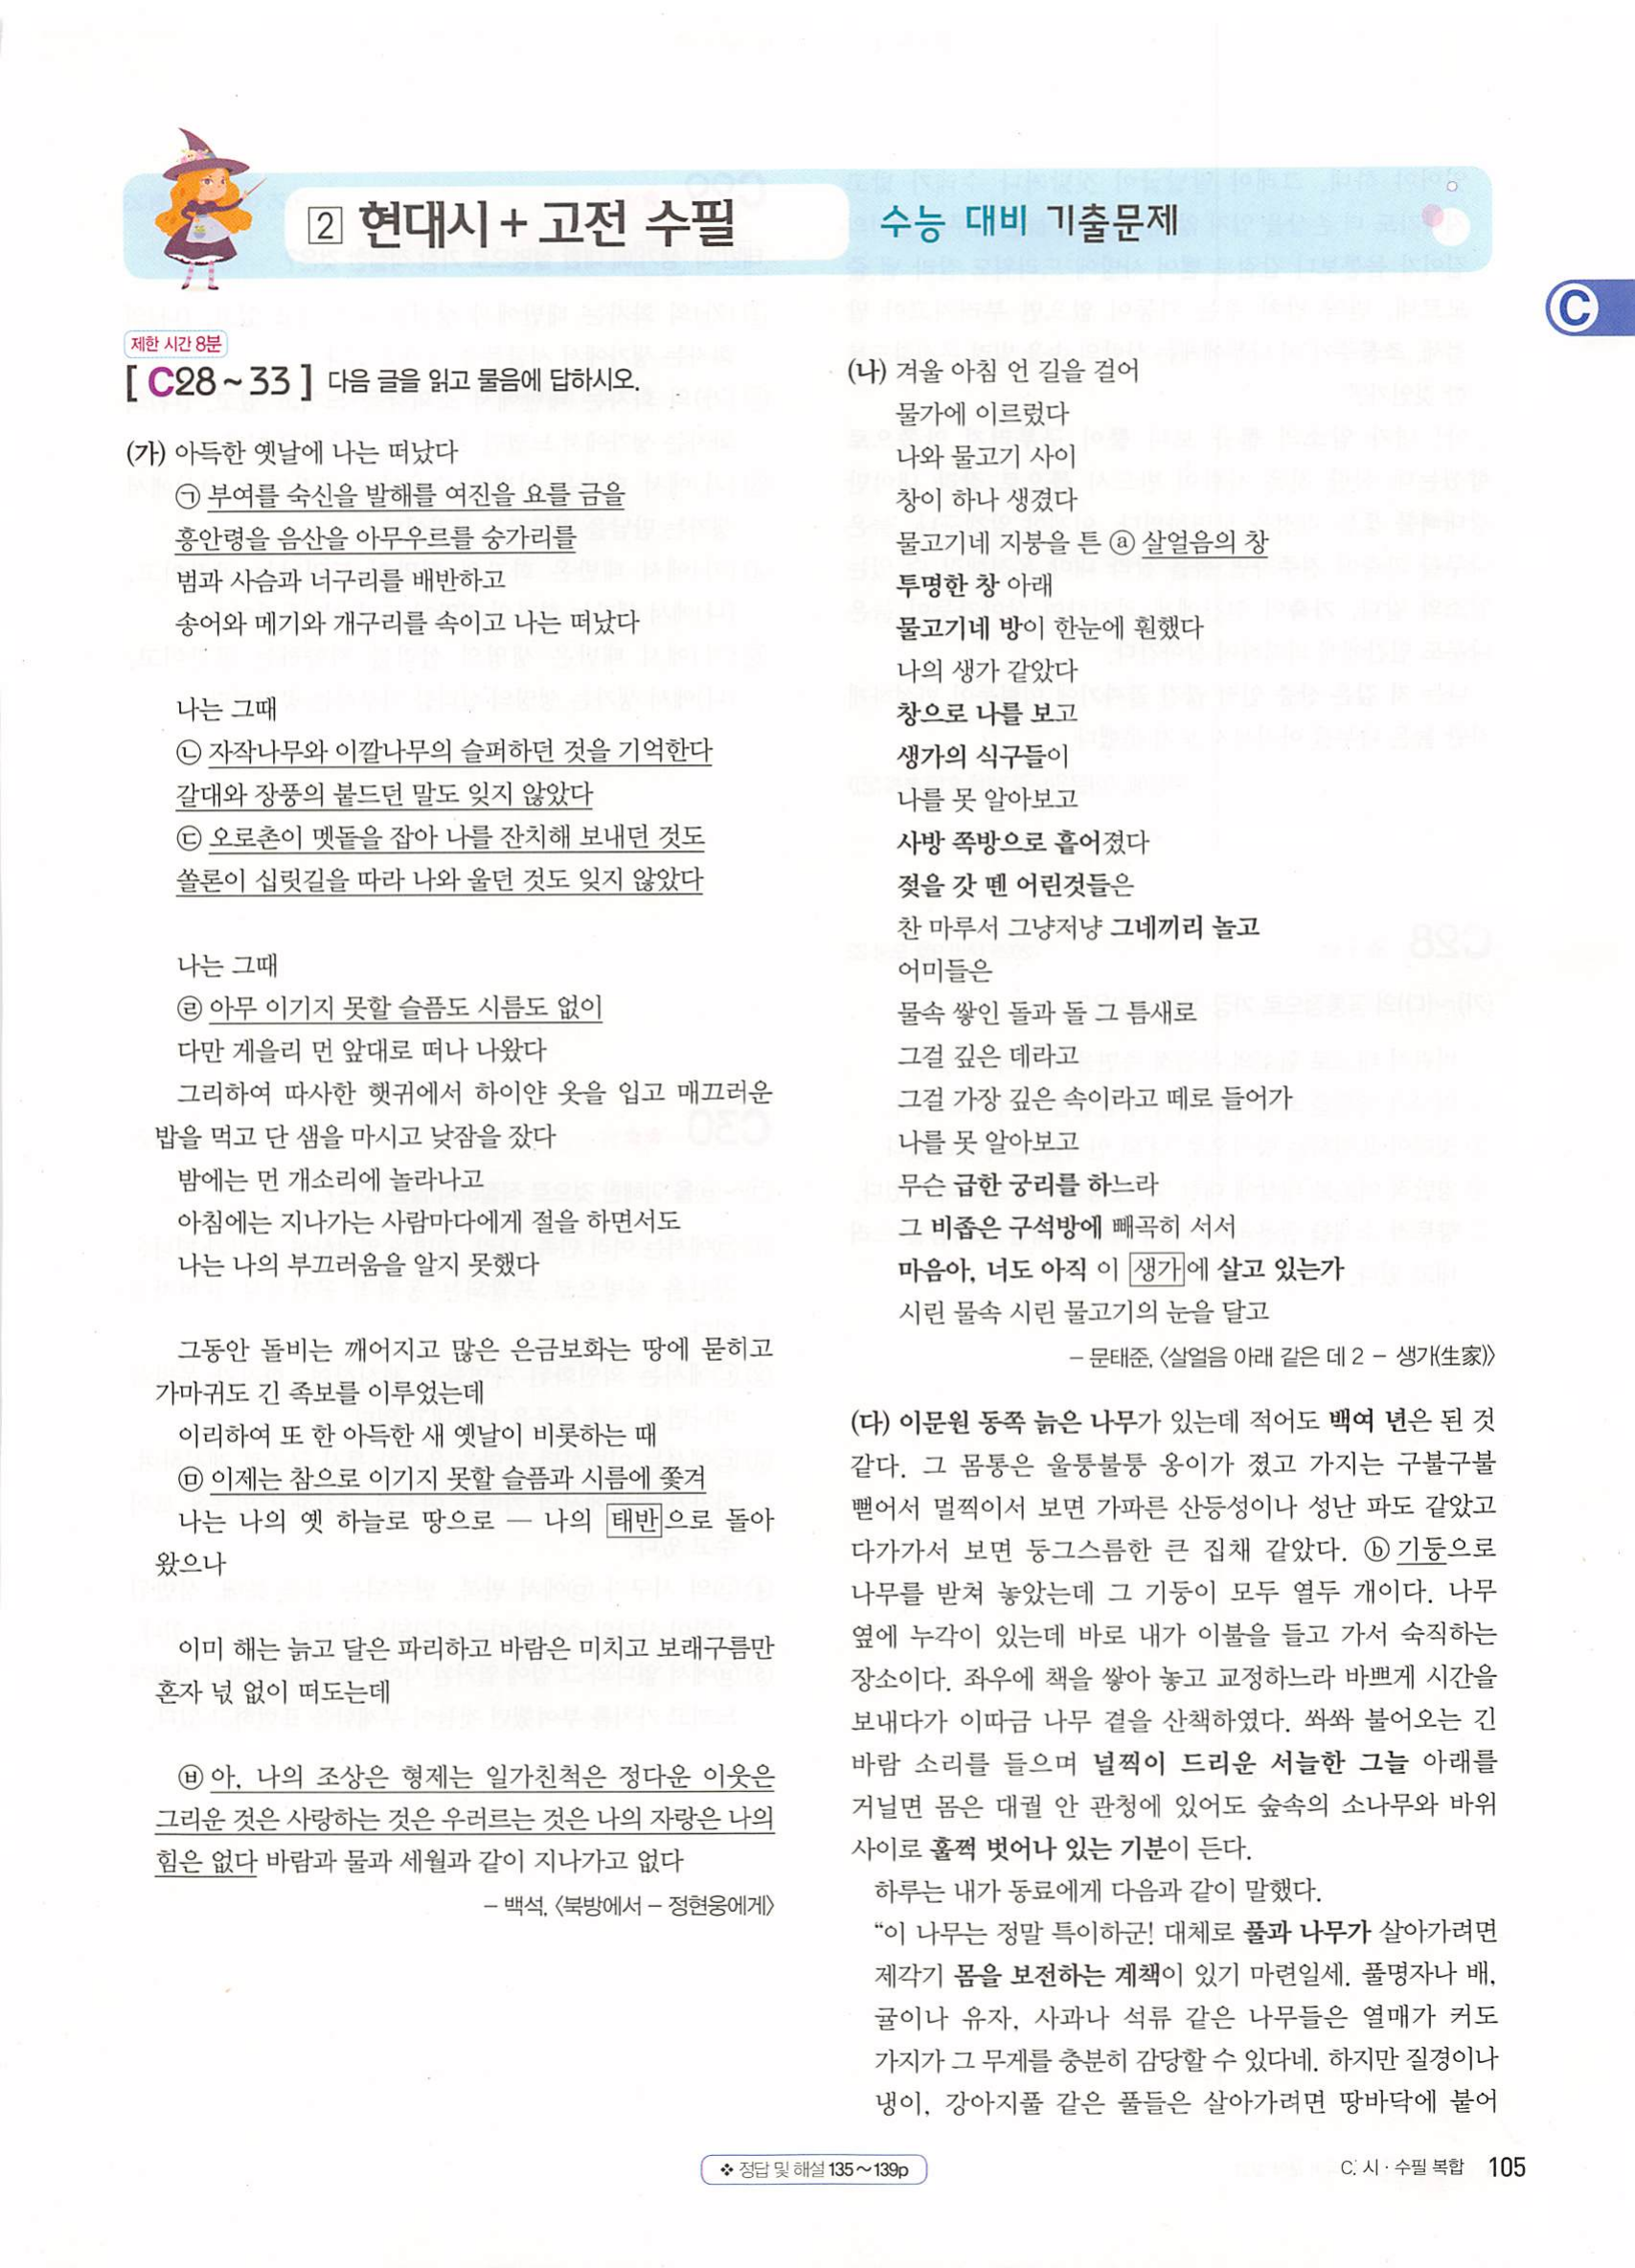 2 현대시 + 고전 수필
수능 대비 기출문제
C
제한 시간 8분
[ C28 ~ 33 ] 다음 글을 읽고 물음에 답하시오.
(가) 아득한 옛날에 나는 떠났다
㉠ 부여를 숙신을 발해를 여진을 요를 금을
흥안령을 음산을 아무우르를 숭가리를
범과 사슴과 너구리를 배반하고
송어와 메기와 개구리를 속이고 나는 떠났다
나는 그때
㉡ 자작나무와 이깔나무의 슬퍼하던 것을 기억한다
갈대와 장풍의 붙드던 말도 잊지 않았다
㉢ 오로촌이 멧돝을 잡아 나를 잔치해 보내던 것도
쏠론이 십릿길을 따라 나와 울던 것도 잊지 않았다
나는 그때
㉣ 아무 이기지 못할 슬픔도 시름도 없이
다만 게을리 먼 앞대로 떠나 나왔다
그리하여 따사한 햇귀에서 하이얀 옷을 입고 매끄러운
밥을 먹고 단 샘을 마시고 낮잠을 잤다
밤에는 먼 개소리에 놀라나고
아침에는 지나가는 사람마다에게 절을 하면서도
나는 나의 부끄러움을 알지 못했다
그동안 돌비는 깨어지고 많은 은금보화는 땅에 묻히고
가마귀도 긴 족보를 이루었는데
이리하여 또 한 아득한 새 옛날이 비롯하는 때
㉤ 이제는 참으로 이기지 못할 슬픔과 시름에 쫓겨
나는 나의 옛 하늘로 땅으로 — 나의 태반으로 돌아
왔으나
이미 해는 늙고 달은 파리하고 바람은 미치고 보래구름만
혼자 넋 없이 떠도는데
㉥ 아, 나의 조상은 형제는 일가친척은 정다운 이웃은
그리운 것은 사랑하는 것은 우러르는 것은 나의 자랑은 나의
힘은 없다 바람과 물과 세월과 같이 지나가고 없다
– 백석, 〈북방에서 – 정현웅에게〉
(나) 겨울 아침 언 길을 걸어
물가에 이르렀다
나와 물고기 사이
창이 하나 생겼다
물고기네 지붕을 튼 ⓐ 살얼음의 창
투명한 창 아래
물고기네 방이 한눈에 훤했다
나의 생가 같았다
창으로 나를 보고
생가의 식구들이
나를 못 알아보고
사방 쪽방으로 흩어졌다
젖을 갓 뗀 어린것들은
찬 마루서 그냥저냥 그네끼리 놀고
어미들은
물속 쌓인 돌과 돌 그 틈새로
그걸 깊은 데라고
그걸 가장 깊은 속이라고 떼로 들어가
나를 못 알아보고
무슨 급한 궁리를 하느라
그 비좁은 구석방에 빼곡히 서서
마음아, 너도 아직 이 생가에 살고 있는가
시린 물속 시린 물고기의 눈을 달고
– 문태준, 〈살얼음 아래 같은 데 2 – 생가(生家)〉
(다) 이문원 동쪽 늙은 나무가 있는데 적어도 백여 년은 된 것
같다. 그 몸통은 울퉁불퉁 옹이가 졌고 가지는 구불구불
뻗어서 멀찍이서 보면 가파른 산등성이나 성난 파도 같았고
다가가서 보면 둥그스름한 큰 집채 같았다. ⓑ 기둥으로
나무를 받쳐 놓았는데 그 기둥이 모두 열두 개이다. 나무
옆에 누각이 있는데 바로 내가 이불을 들고 가서 숙직하는
장소이다. 좌우에 책을 쌓아 놓고 교정하느라 바쁘게 시간을
보내다가 이따금 나무 곁을 산책하였다. 쏴쏴 불어오는 긴
바람 소리를 들으며 널찍이 드리운 서늘한 그늘 아래를
거닐면 몸은 대궐 안 관청에 있어도 숲속의 소나무와 바위
사이로 훌쩍 벗어나 있는 기분이 든다.
하루는 내가 동료에게 다음과 같이 말했다.
“이 나무는 정말 특이하군! 대체로 풀과 나무가 살아가려면
제각기 몸을 보전하는 계책이 있기 마련일세. 풀명자나 배,
귤이나 유자, 사과나 석류 같은 나무들은 열매가 커도
가지가 그 무게를 충분히 감당할 수 있다네. 하지만 질경이나
냉이, 강아지풀 같은 풀들은 살아가려면 땅바닥에 붙어
❖ 정답 및 해설 135~139p
C. 시·수필 복합 105